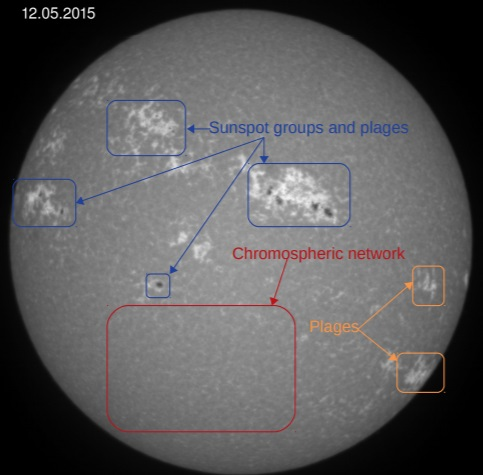 12.05.2015
Sunspot groups and plages
Chromospheric network
Plages